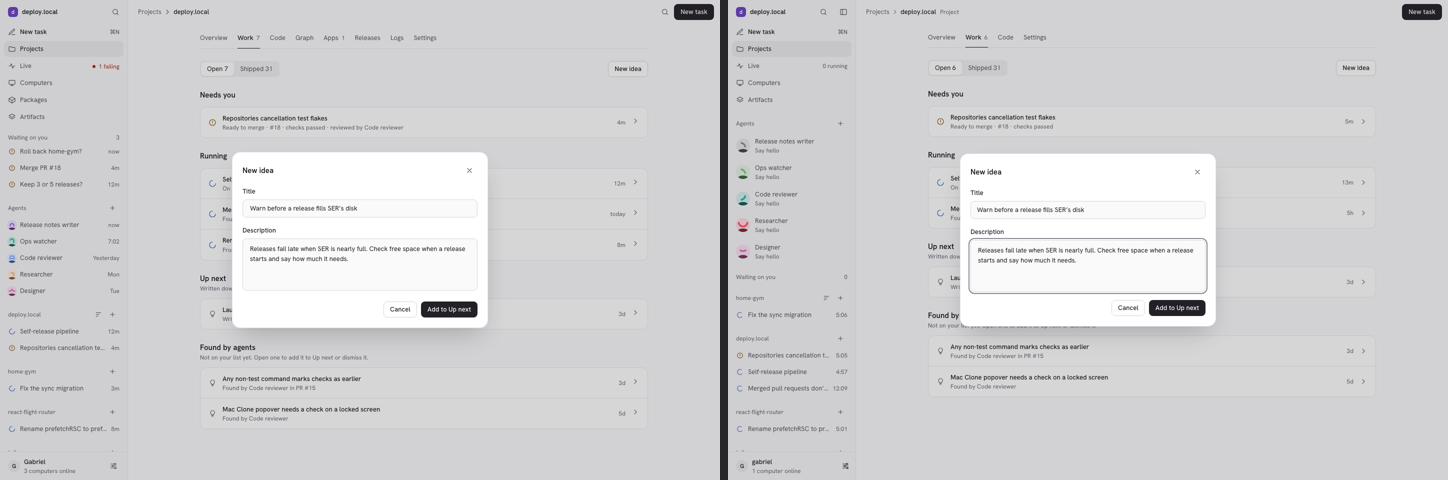 deploy.local
New task ⌘N
Projects
Live 1 failing
Computers
Packages
Artifacts
Waiting on you 3
Roll back home-gym? now
Merge PR #18 4m
Keep 3 or 5 releases? 12m
Agents
Release notes writer now
Ops watcher 7:02
Code reviewer Yesterday
Researcher Mon
Designer Tue
deploy.local
Self-release pipeline 12m
Repositories cancellation te... 4m
home-gym
Fix the sync migration 3m
react-flight-router
Rename prefetchRSC to pref... 8m
G Gabriel
3 computers online
Projects > deploy.local
New task
Overview Work 7 Code Graph Apps 1 Releases Logs Settings
Open 7 Shipped 31
New idea
Needs you
Repositories cancellation test flakes
Ready to merge · #18 · checks passed · reviewed by Code reviewer
4m
Running
12m
today
8m
Up next
3d
Found by agents
Not on your list yet. Open one to add it to Up next or dismiss it.
Any non-test command marks checks as earlier
Found by Code reviewer in PR #15
3d
Mac Clone popover needs a check on a locked screen
Found by Code reviewer
5d
New idea
Title
Warn before a release fills SER's disk
Description
Releases fail late when SER is nearly full. Check free space when a release
starts and say how much it needs.
Cancel
Add to Up next
deploy.local
New task ⌘N
Projects
Live 0 running
Computers
Artifacts
Agents
Release notes writer
Say hello
Ops watcher
Say hello
Code reviewer
Say hello
Researcher
Say hello
Designer
Say hello
Waiting on you 0
home-gym
Fix the sync migration 5:06
deploy.local
Repositories cancellation t... 5:05
Self-release pipeline 4:57
Merged pull requests don'... 12:09
react-flight-router
Rename prefetchRSC to pr... 5:01
G gabriel
1 computer online
Projects > deploy.local Project
New task
Overview Work 6 Code Settings
Open 6 Shipped 31
New idea
Needs you
Repositories cancellation test flakes
Ready to merge · #18 · checks passed
5m
Running
13m
5h
Up next
3d
Any non-test command marks checks as earlier
Found by Code reviewer in PR #15
3d
Mac Clone popover needs a check on a locked screen
Found by Code reviewer
5d
New idea
Title
Warn before a release fills SER's disk
Description
Releases fail late when SER is nearly full. Check free space when a release
starts and say how much it needs.
Cancel
Add to Up next